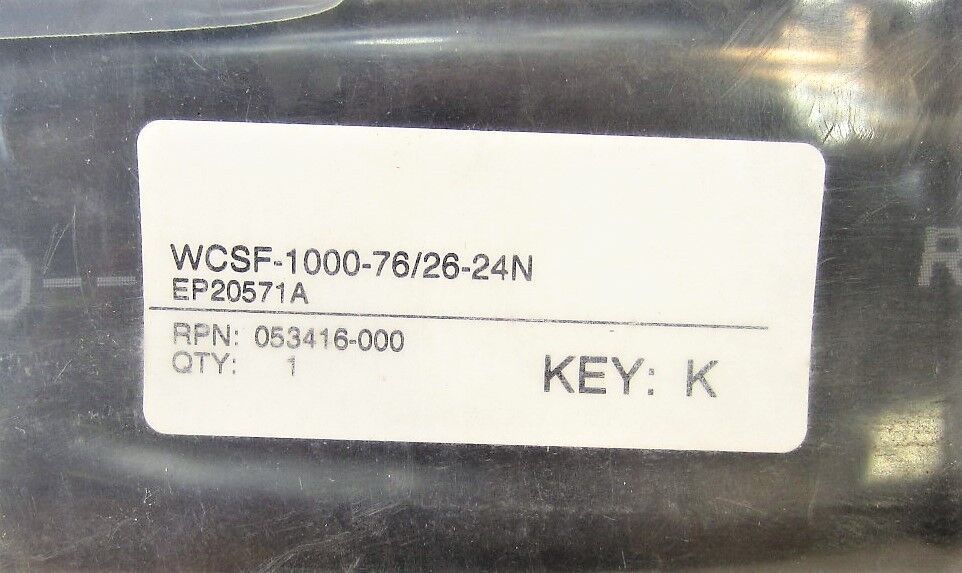 WCSF-1000-76/26-24N
EP20571A
RPN: 053416-000
QTY: 1
KEY: K